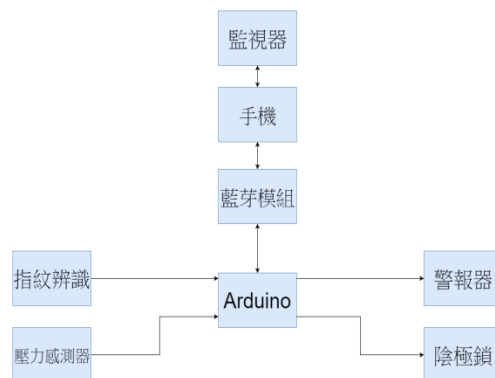 監視器
手機
藍芽模組
指紋辨識
Arduino
警報器
壓力感測器
陰極鎖